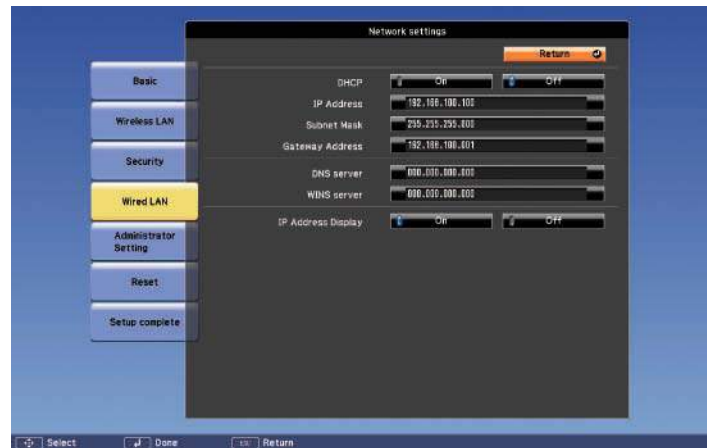 Network settings
Return
Basic
Wireless LAN
Security
Wired LAN
Administrator
Setting
Reset
Setup complete
DHCP On Off
IP Address 192.168.100.100
Subnet Mask 255.255.255.000
Gateway Address 192.168.100.001
DNS server 000.000.000.000
WINS server 000.000.000.000
IP Address Display On Off
Select Done Esc Return